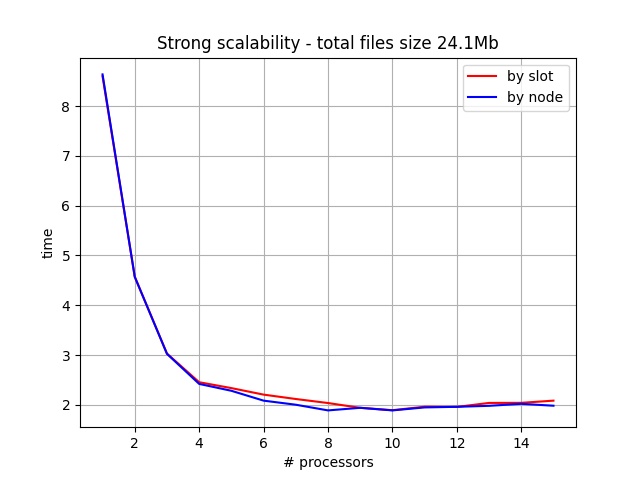 Strong scalability - total files size 24.1Mb
by slot
by node
8
7
6
5
4
3
2
time
2 4 6 8 10 12 14
# processors